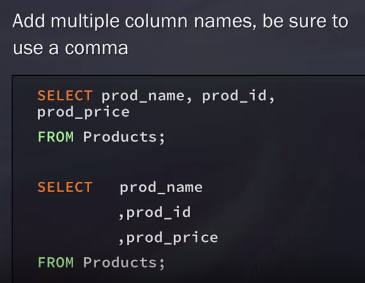 Add multiple column names, be sure to
use a comma
SELECT prod_name, prod_id,
prod_price
FROM Products;
SELECT prod_name
,prod_id
,prod_price
FROM Products;